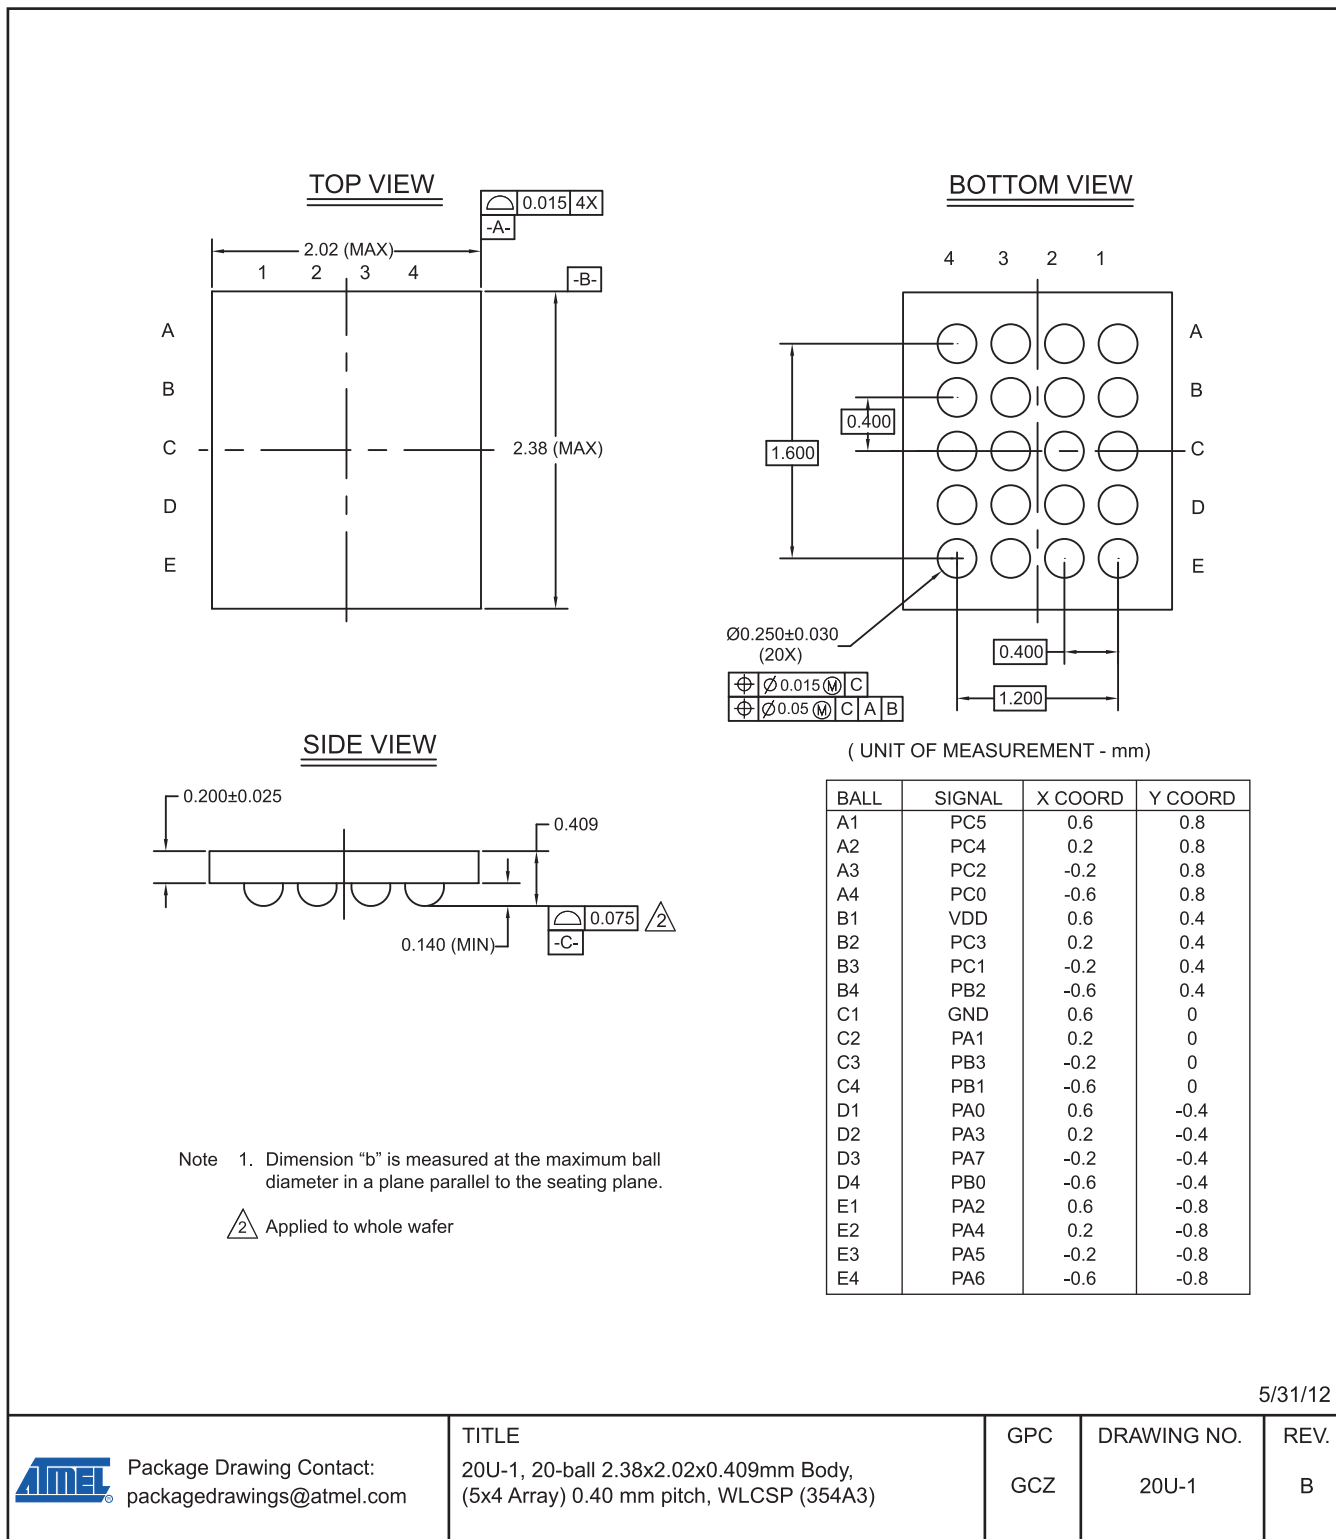 TOP VIEW
0.015 4X
-A-
2.02 (MAX)
1 2 3 4
-B-
A
B
C
D
E
2.38 (MAX)
BOTTOM VIEW
4 3 2 1
A
B
C
D
E
0.400
1.600
Ø0.250±0.030
(20X)
⌖ Ø 0.015 Ⓜ C
⌖ Ø 0.05 Ⓜ C A B
0.400
1.200
SIDE VIEW
0.200±0.025
0.409
0.075 2
-C-
0.140 (MIN)
( UNIT OF MEASUREMENT - mm)
BALL SIGNAL X COORD Y COORD
A1 PC5 0.6 0.8
A2 PC4 0.2 0.8
A3 PC2 -0.2 0.8
A4 PC0 -0.6 0.8
B1 VDD 0.6 0.4
B2 PC3 0.2 0.4
B3 PC1 -0.2 0.4
B4 PB2 -0.6 0.4
C1 GND 0.6 0
C2 PA1 0.2 0
C3 PB3 -0.2 0
C4 PB1 -0.6 0
D1 PA0 0.6 -0.4
D2 PA3 0.2 -0.4
D3 PA7 -0.2 -0.4
D4 PB0 -0.6 -0.4
E1 PA2 0.6 -0.8
E2 PA4 0.2 -0.8
E3 PA5 -0.2 -0.8
E4 PA6 -0.6 -0.8
Note 1. Dimension “b” is measured at the maximum ball
diameter in a plane parallel to the seating plane.
2 Applied to whole wafer
5/31/12
ATMEL ®
Package Drawing Contact:
packagedrawings@atmel.com
TITLE
20U-1, 20-ball 2.38x2.02x0.409mm Body,
(5x4 Array) 0.40 mm pitch, WLCSP (354A3)
GPC
GCZ
DRAWING NO.
20U-1
REV.
B